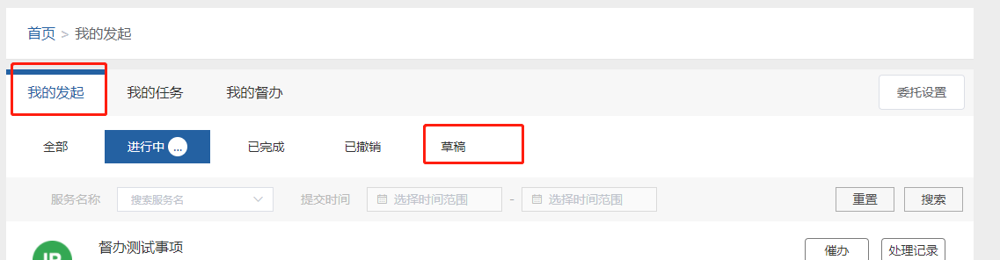 首页 > 我的发起
我的发起 我的任务 我的督办 委托设置
全部 进行中 ... 已完成 已撤销 草稿
服务名称 搜索服务名 提交时间 选择时间范围 - 选择时间范围 重置 搜索
督办测试事项 催办 处理记录